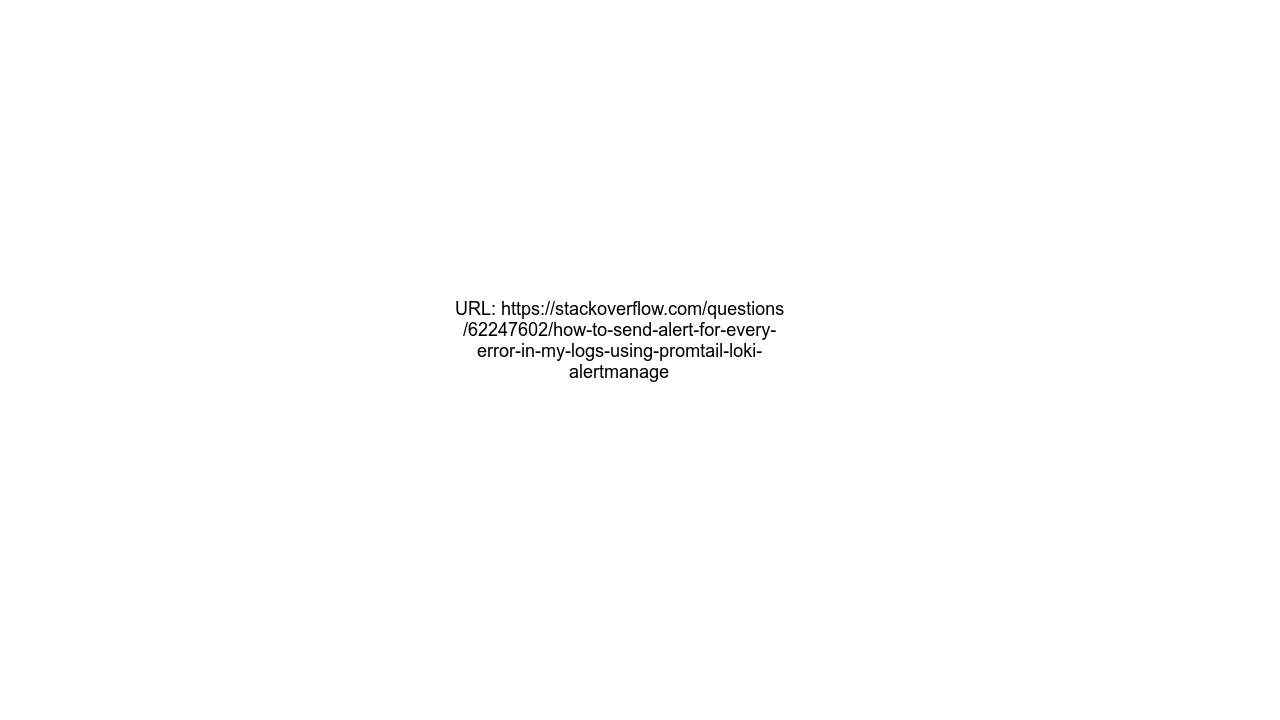 URL: https://stackoverflow.com/questions
/62247602/how-to-send-alert-for-every-
error-in-my-logs-using-promtail-loki-
alertmanage